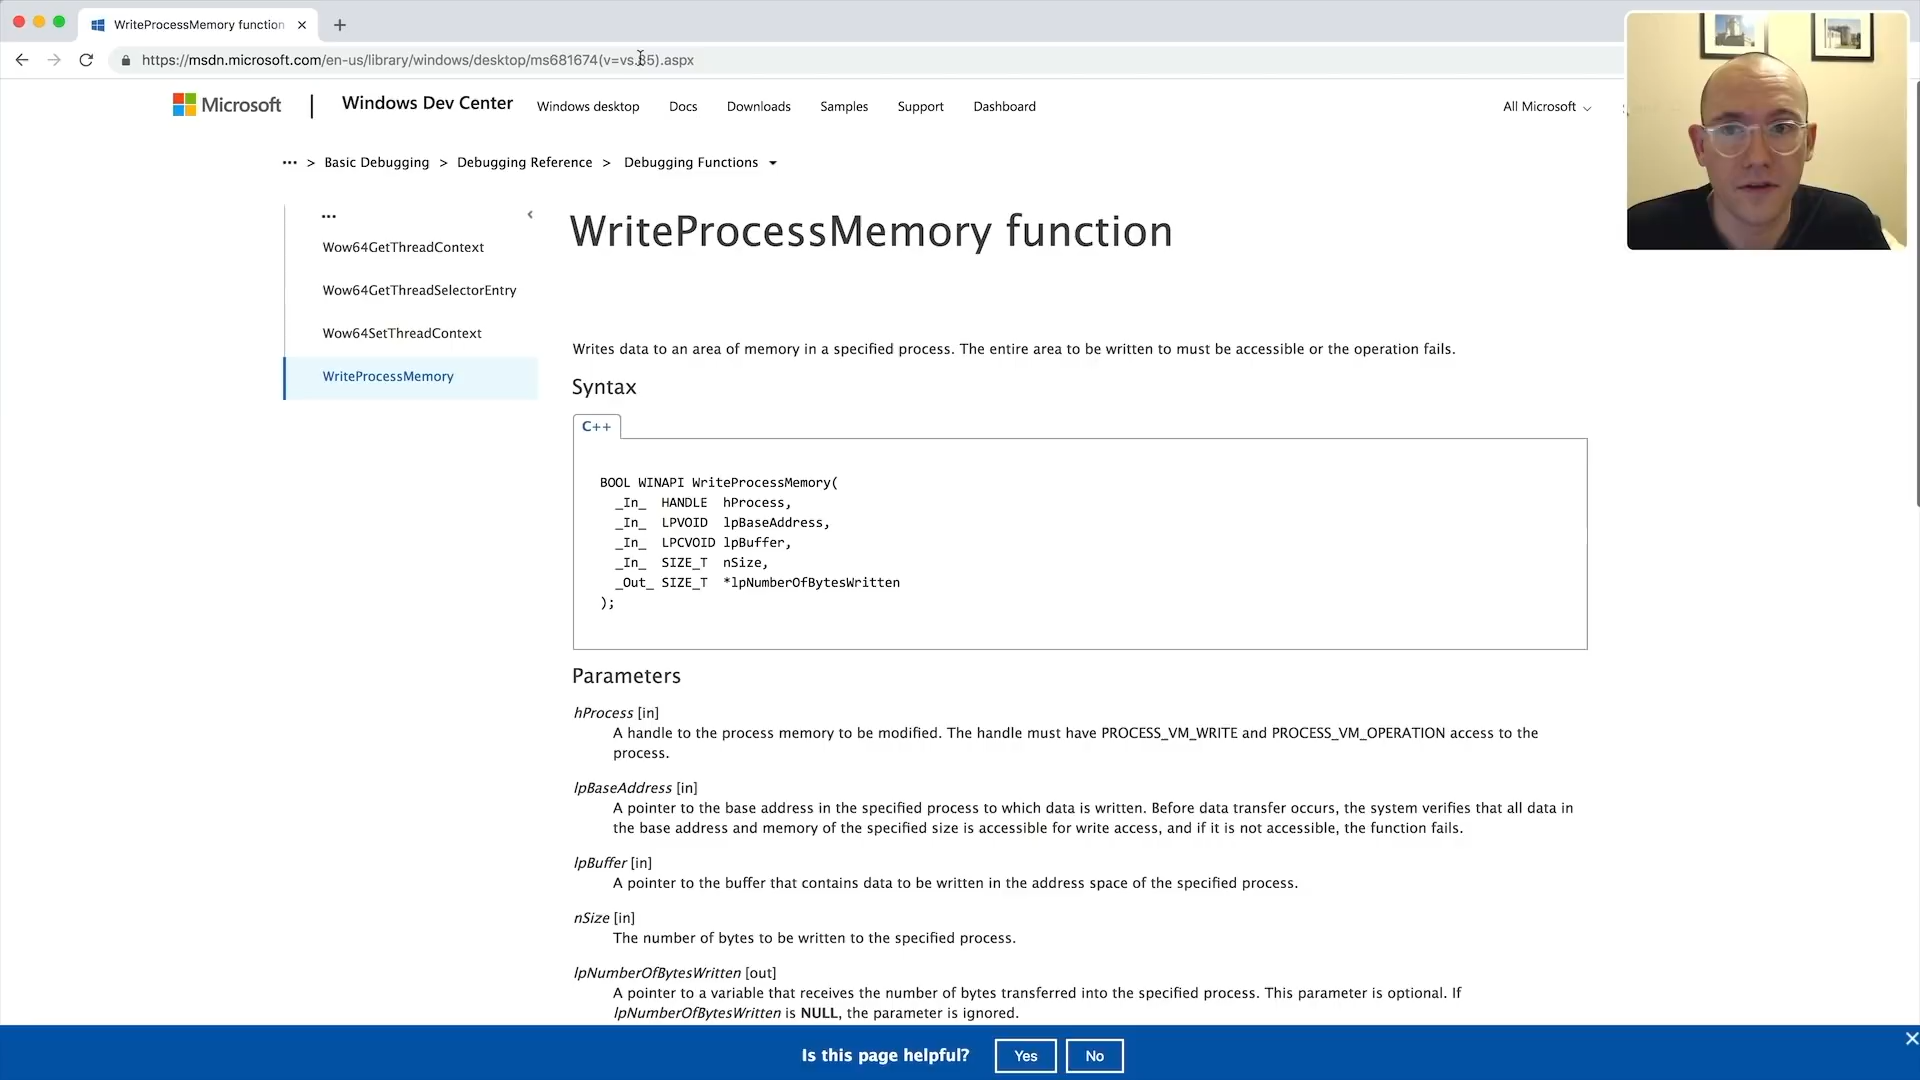 WriteProcessMemory function
https://msdn.microsoft.com/en-us/library/windows/desktop/ms681674(v=vs.85).aspx
Microsoft | Windows Dev Center Windows desktop Docs Downloads Samples Support Dashboard All Microsoft
... > Basic Debugging > Debugging Reference > Debugging Functions
...
Wow64GetThreadContext
Wow64GetThreadSelectorEntry
Wow64SetThreadContext
WriteProcessMemory
WriteProcessMemory function
Writes data to an area of memory in a specified process. The entire area to be written to must be accessible or the operation fails.
Syntax
C++
BOOL WINAPI WriteProcessMemory(
_In_ HANDLE hProcess,
_In_ LPVOID lpBaseAddress,
_In_ LPCVOID lpBuffer,
_In_ SIZE_T nSize,
_Out_ SIZE_T *lpNumberOfBytesWritten
);
Parameters
hProcess [in]
A handle to the process memory to be modified. The handle must have PROCESS_VM_WRITE and PROCESS_VM_OPERATION access to the
process.
lpBaseAddress [in]
A pointer to the base address in the specified process to which data is written. Before data transfer occurs, the system verifies that all data in
the base address and memory of the specified size is accessible for write access, and if it is not accessible, the function fails.
lpBuffer [in]
A pointer to the buffer that contains data to be written in the address space of the specified process.
nSize [in]
The number of bytes to be written to the specified process.
lpNumberOfBytesWritten [out]
A pointer to a variable that receives the number of bytes transferred into the specified process. This parameter is optional. If
lpNumberOfBytesWritten is NULL, the parameter is ignored.
Is this page helpful? Yes No